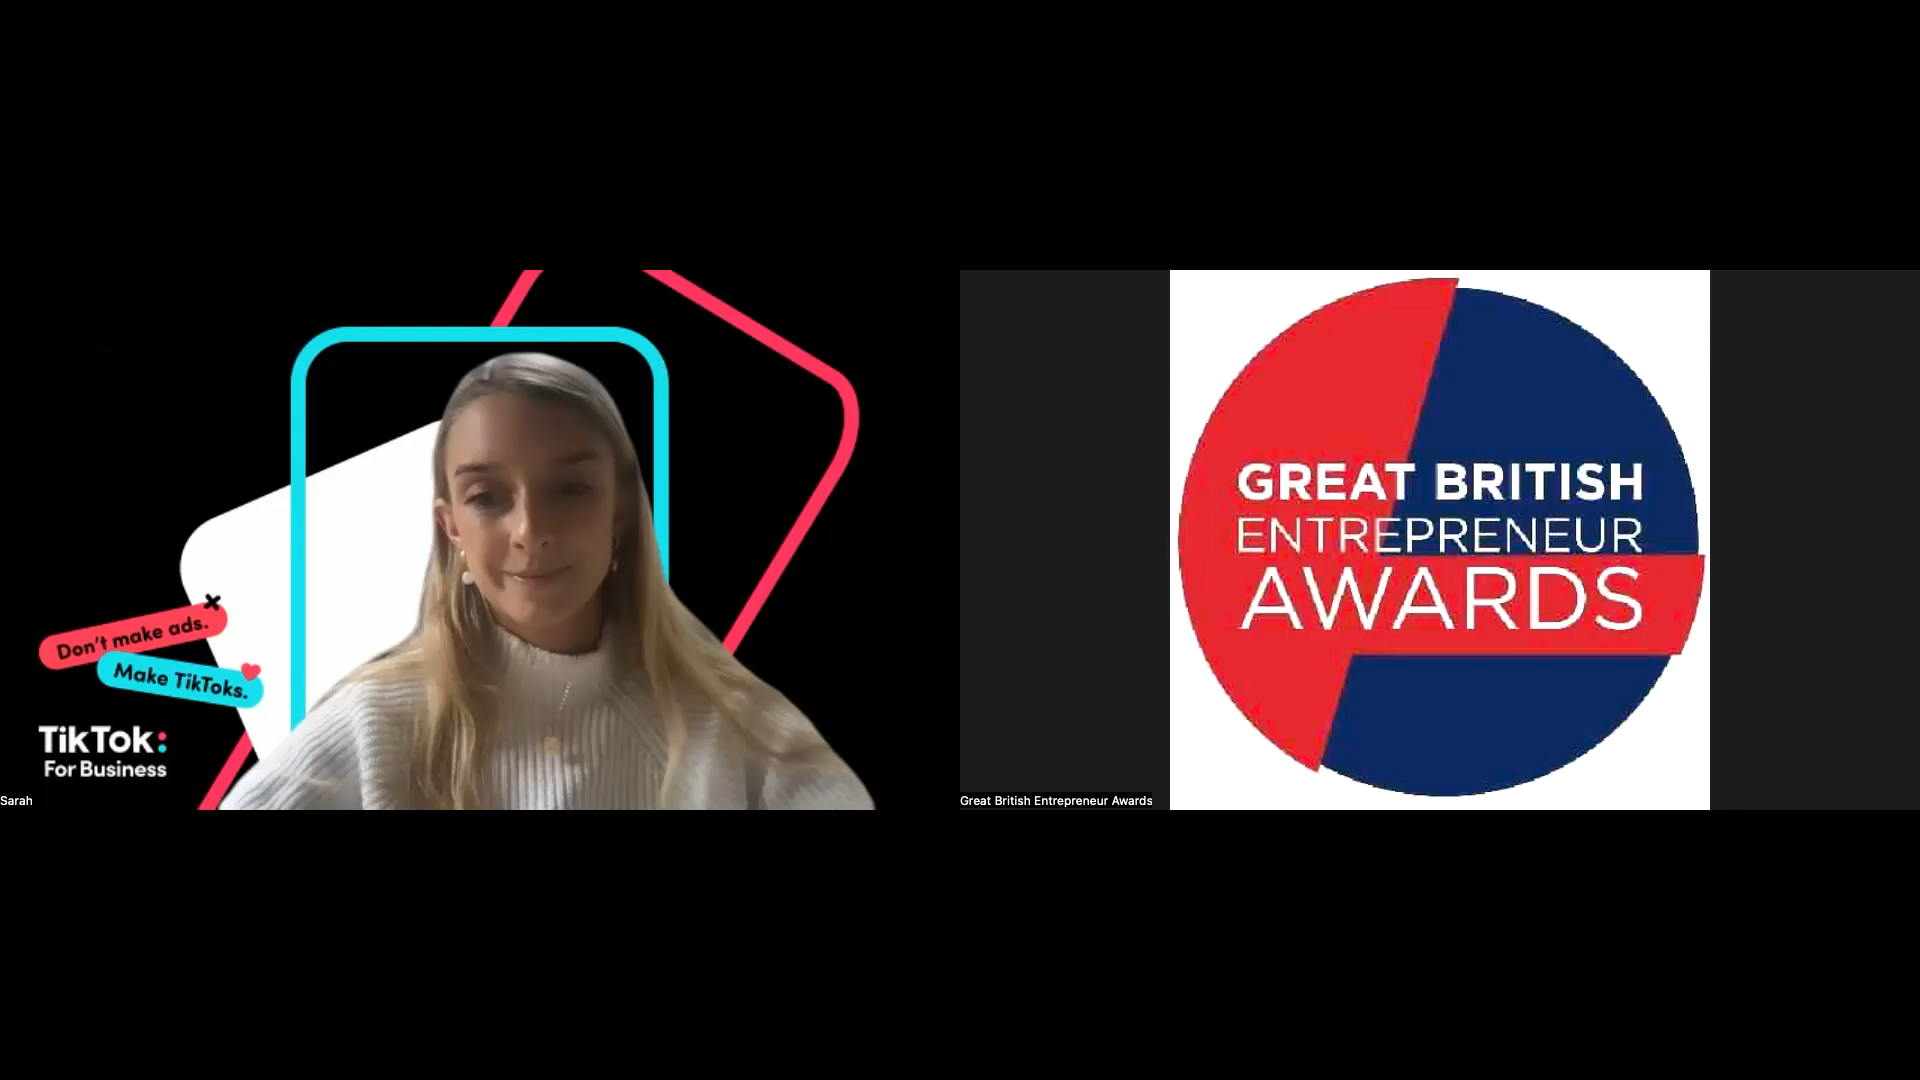 Don't make ads.
Make TikToks.
TikTok:
For Business
Sarah
GREAT BRITISH
ENTREPRENEUR
AWARDS
Great British Entrepreneur Awards